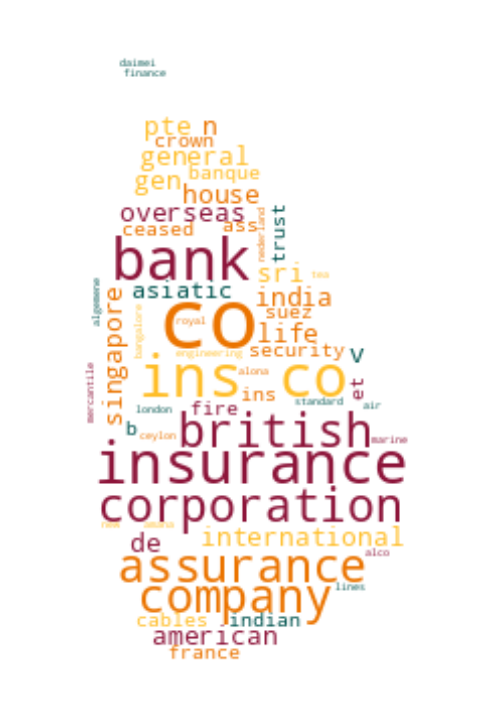 daimei
finance
pte n
crown
general
banque
gen
house
overseas
nederland
trust
ceased
ass
bank
sri
tea
asiatic
algemene
singapore
bangalore
co
royal
india
suez
life
engineering
security
v
mercantile
ins co
alona
et
ins
standard
air
london
fire
b
ceylon
british
marine
insurance
corporation
new
amana
international
de
alco
assurance
company
lines
cables
indian
american
france